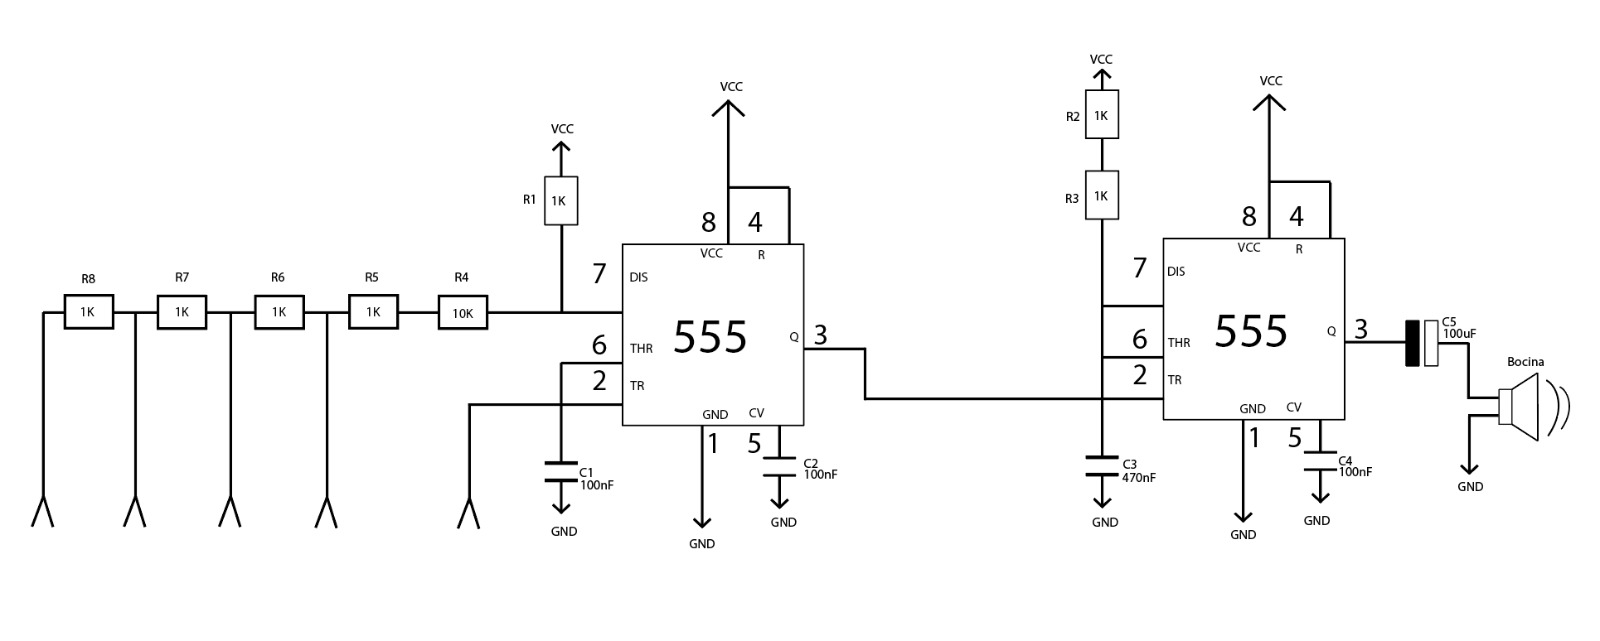 VCC
R2
1K
VCC
VCC
VCC
R1
1K
R3
1K
8
4
VCC
R
8
4
VCC
R
R8
1K
R7
1K
R6
1K
R5
1K
R4
10K
7
DIS
6
THR
2
TR
555
Q
3
GND
CV
1
5
C1
100nF
GND
GND
C2
100nF
GND
7
DIS
6
THR
2
TR
555
Q
3
GND
CV
1
5
C3
470nF
GND
GND
C4
100nF
GND
C5
100uF
Bocina
GND